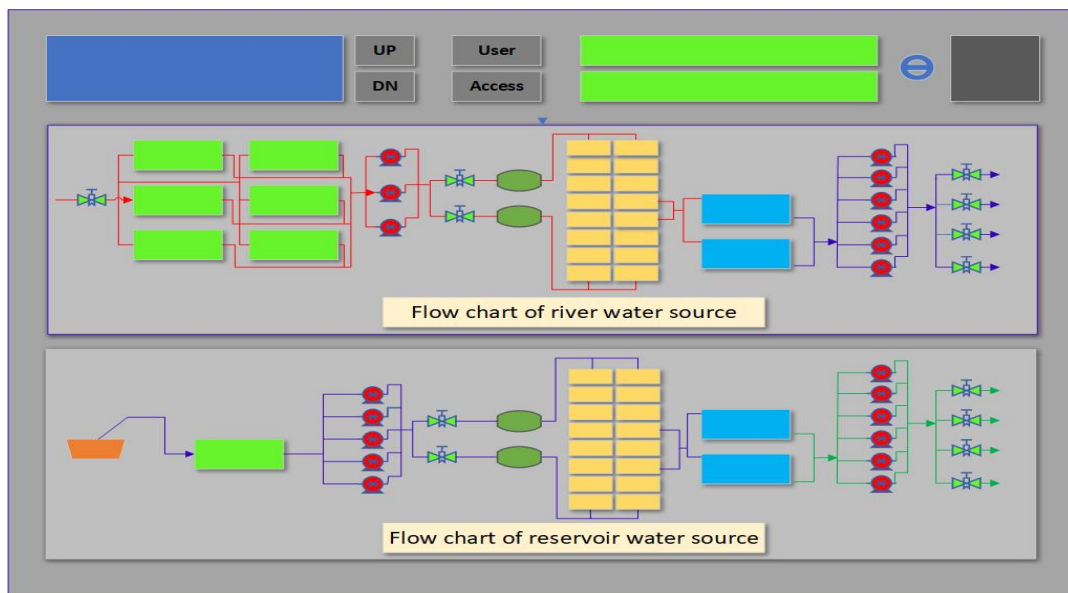 UP
User
DN
Access
Flow chart of river water source
Flow chart of reservoir water source